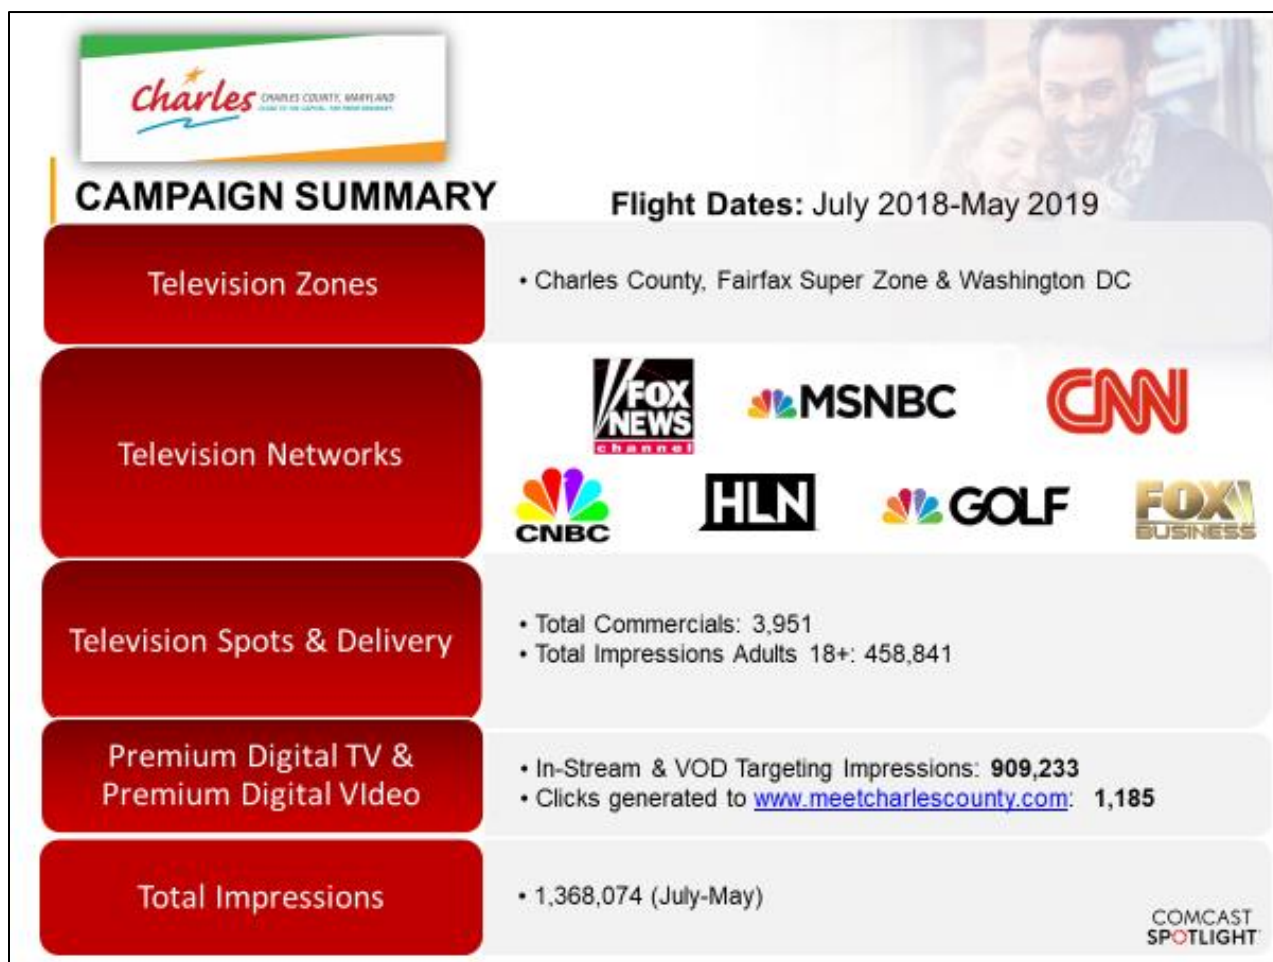 Charles CHARLES COUNTY, MARYLAND
CAMPAIGN SUMMARY
Flight Dates: July 2018-May 2019
Television Zones
• Charles County, Fairfax Super Zone & Washington DC
Television Networks
FOX
NEWS
channel
MSNBC
CNN
CNBC
HLN
GOLF
FOX
BUSINESS
Television Spots & Delivery
• Total Commercials: 3,951
• Total Impressions Adults 18+: 458,841
Premium Digital TV &
Premium Digital VIdeo
• In-Stream & VOD Targeting Impressions: 909,233
• Clicks generated to www.meetcharlescounty.com: 1,185
Total Impressions
• 1,368,074 (July-May)
COMCAST
SPOTLIGHT